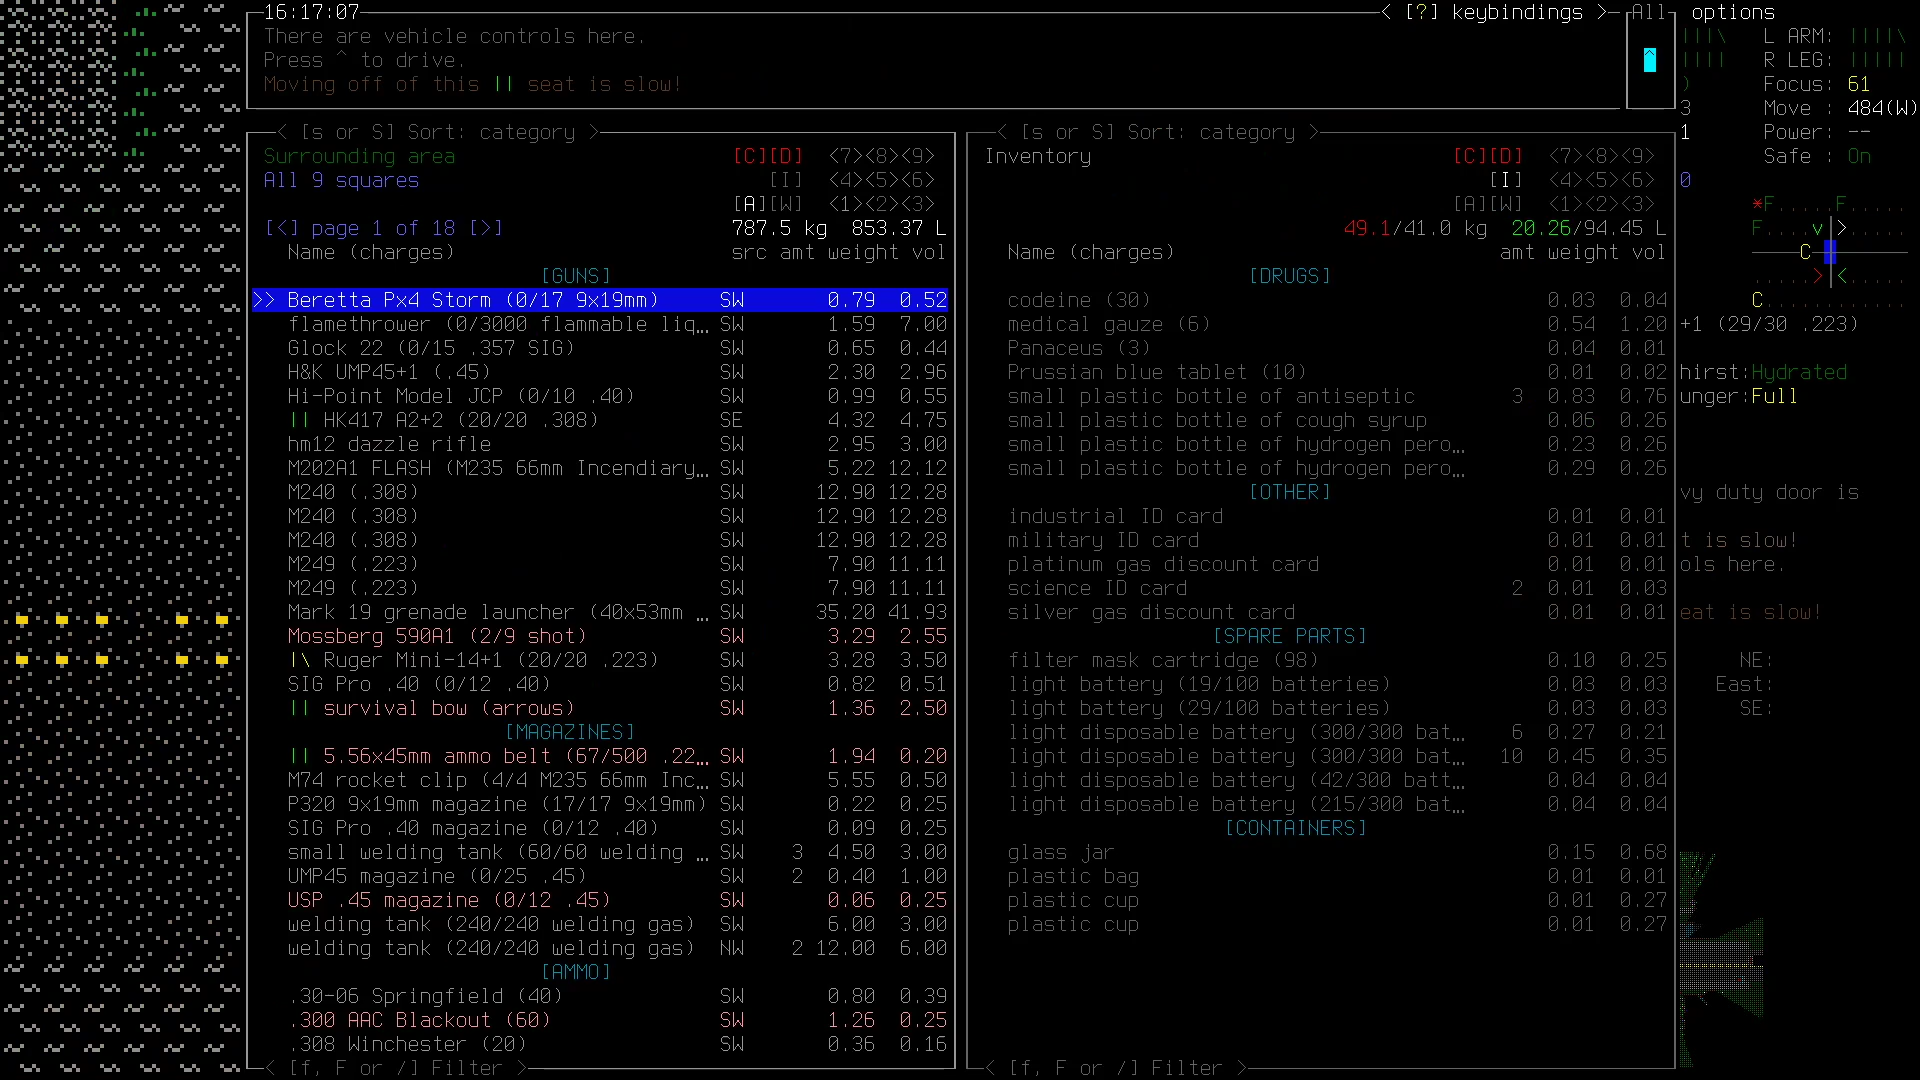 16:17:07 < [?] keybindings > All options
There are vehicle controls here.
Press ^ to drive.
Moving off of this || seat is slow!
^
L ARM: ||||\
R LEG: |||||
Focus: 61
Move : 484(W)
Power: --
Safe : On
< [s or S] Sort: category >
Surrounding area [C][D] <7><8><9>
All 9 squares [I] <4><5><6>
[A][W] <1><2><3>
[<] page 1 of 18 [>] 787.5 kg 853.37 L
Name (charges) src amt weight vol
[GUNS]
>> Beretta Px4 Storm (0/17 9x19mm) SW 0.79 0.52
flamethrower (0/3000 flammable liq… SW 1.59 7.00
Glock 22 (0/15 .357 SIG) SW 0.65 0.44
H&K UMP45+1 (.45) SW 2.30 2.96
Hi-Point Model JCP (0/10 .40) SW 0.99 0.55
|| HK417 A2+2 (20/20 .308) SE 4.32 4.75
hm12 dazzle rifle SW 2.95 3.00
M202A1 FLASH (M235 66mm Incendiary… SW 5.22 12.12
M240 (.308) SW 12.90 12.28
M240 (.308) SW 12.90 12.28
M240 (.308) SW 12.90 12.28
M249 (.223) SW 7.90 11.11
M249 (.223) SW 7.90 11.11
Mark 19 grenade launcher (40x53mm … SW 35.20 41.93
Mossberg 590A1 (2/9 shot) SW 3.29 2.55
|\ Ruger Mini-14+1 (20/20 .223) SW 3.28 3.50
SIG Pro .40 (0/12 .40) SW 0.82 0.51
|| survival bow (arrows) SW 1.36 2.50
[MAGAZINES]
|| 5.56x45mm ammo belt (67/500 .22… SW 1.94 0.20
M74 rocket clip (4/4 M235 66mm Inc… SW 5.55 0.50
P320 9x19mm magazine (17/17 9x19mm) SW 0.22 0.25
SIG Pro .40 magazine (0/12 .40) SW 0.09 0.25
small welding tank (60/60 welding … SW 3 4.50 3.00
UMP45 magazine (0/25 .45) SW 2 0.40 1.00
USP .45 magazine (0/12 .45) SW 0.06 0.25
welding tank (240/240 welding gas) SW 6.00 3.00
welding tank (240/240 welding gas) NW 2 12.00 6.00
[AMMO]
.30-06 Springfield (40) SW 0.80 0.39
.300 AAC Blackout (60) SW 1.26 0.25
.308 Winchester (20) SW 0.36 0.16
< [f, F or /] Filter >
< [s or S] Sort: category >
Inventory [C][D] <7><8><9>
[I] <4><5><6>
[A][W] <1><2><3>
49.1/41.0 kg 20.26/94.45 L
Name (charges) amt weight vol
[DRUGS]
codeine (30) 0.03 0.04
medical gauze (6) 0.54 1.20
Panaceus (3) 0.04 0.01
Prussian blue tablet (10) 0.01 0.02
small plastic bottle of antiseptic 3 0.83 0.76
small plastic bottle of cough syrup 0.06 0.26
small plastic bottle of hydrogen pero… 0.23 0.26
small plastic bottle of hydrogen pero… 0.29 0.26
[OTHER]
industrial ID card 0.01 0.01
military ID card 0.01 0.01
platinum gas discount card 0.01 0.01
science ID card 2 0.01 0.03
silver gas discount card 0.01 0.01
[SPARE PARTS]
filter mask cartridge (98) 0.10 0.25
light battery (19/100 batteries) 0.03 0.03
light battery (29/100 batteries) 0.03 0.03
light disposable battery (300/300 bat… 6 0.27 0.21
light disposable battery (300/300 bat… 10 0.45 0.35
light disposable battery (42/300 batt… 0.04 0.04
light disposable battery (215/300 bat… 0.04 0.04
[CONTAINERS]
glass jar 0.15 0.68
plastic bag 0.01 0.01
plastic cup 0.01 0.27
plastic cup 0.01 0.27
< [f, F or /] Filter >
||||\
||||
)
3
1
0
*F.....F.....
F. v >
C
> <
C............
+1 (29/30 .223)
hirst:Hydrated
unger:Full
vy duty door is
t is slow!
ols here.
eat is slow!
NE:
East:
SE: